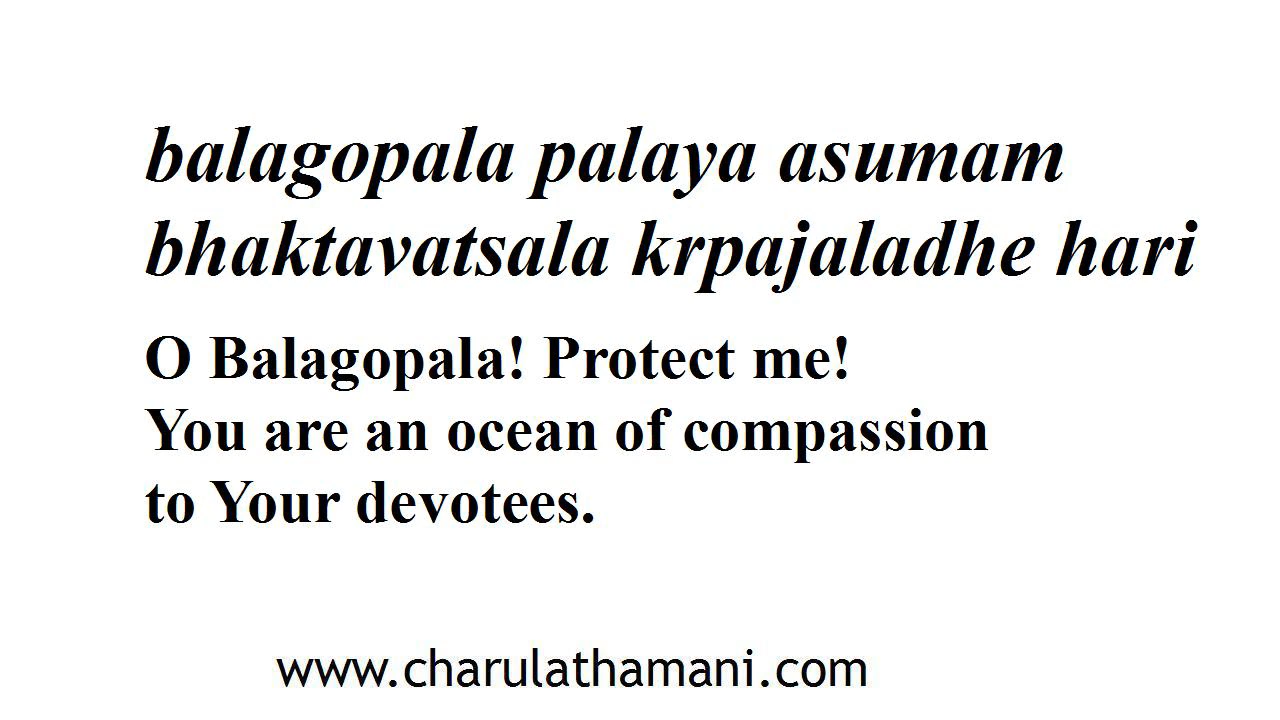 balagopala palaya asumam
bhaktavatsala krpajaladhe hari
O Balagopala! Protect me!
You are an ocean of compassion
to Your devotees.
www.charulathamani.com